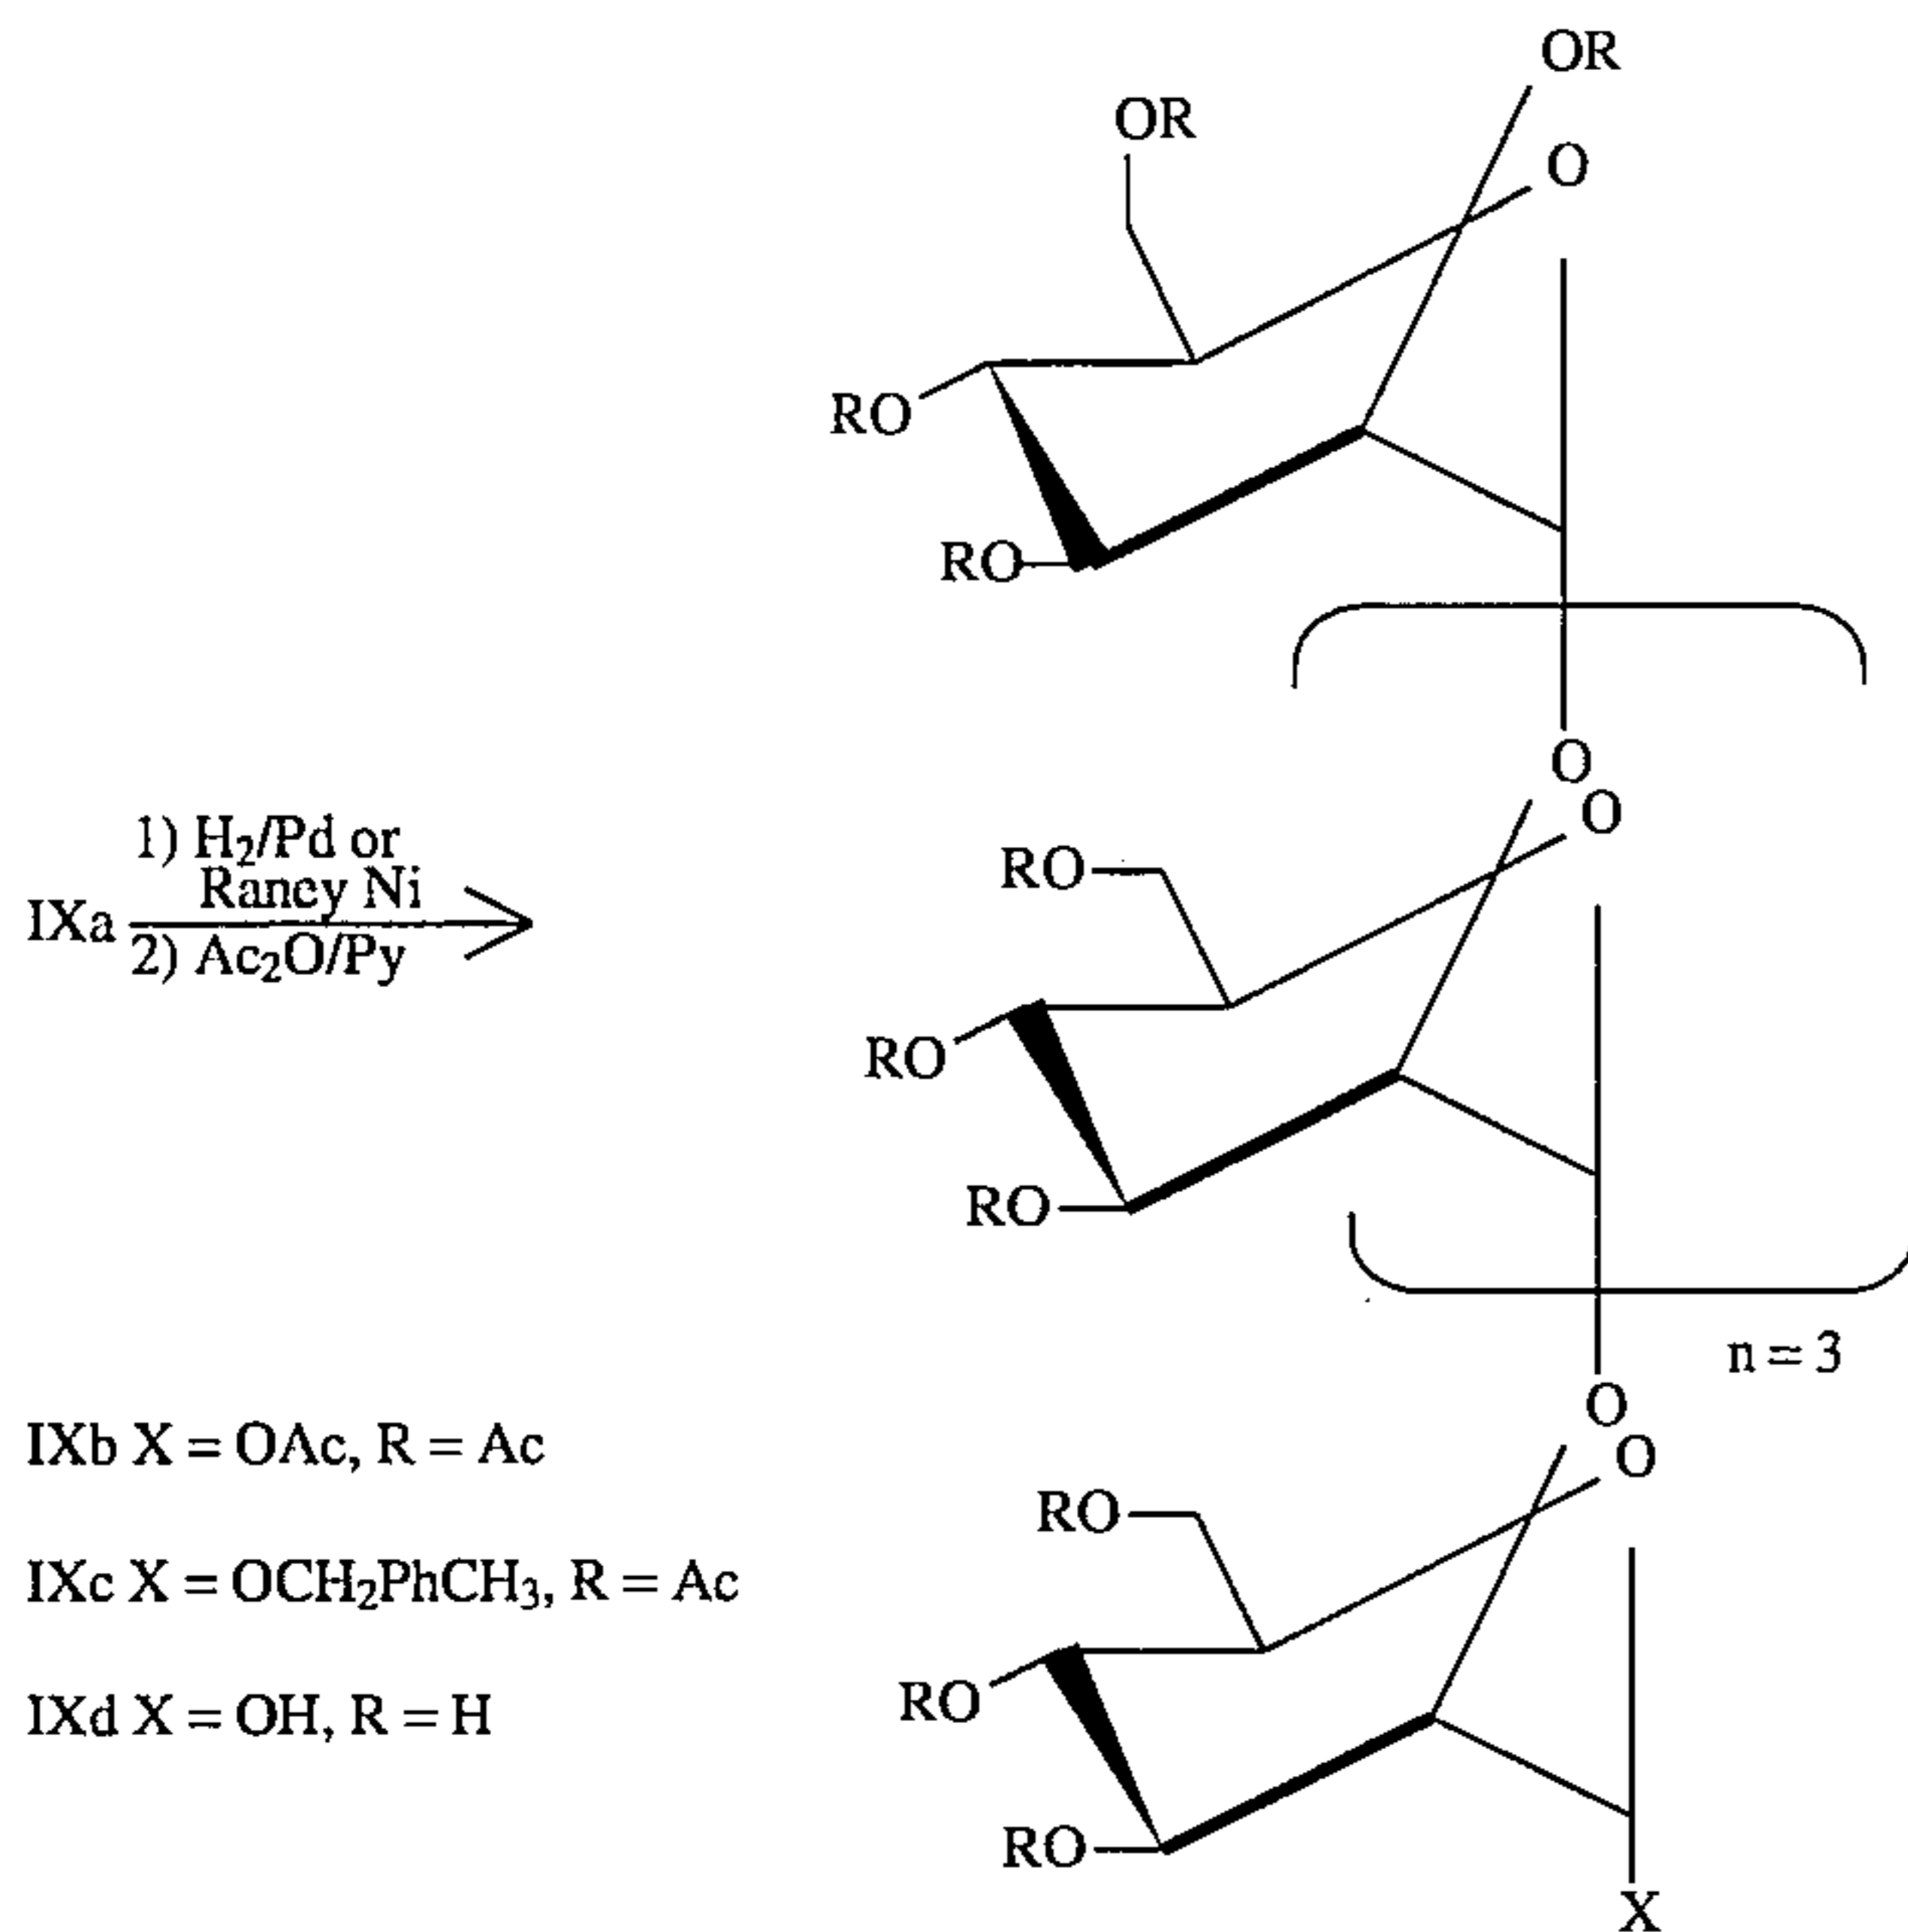 OR
OR
O
RO
RO
O
O
1) H₂/Pd or
Raney Ni
IXa
2) Ac₂O/Py
RO
RO
RO
n = 3
O
O
IXb X = OAc, R = Ac
RO
IXc X = OCH₂PhCH₃, R = Ac
RO
IXd X = OH, R = H
RO
X